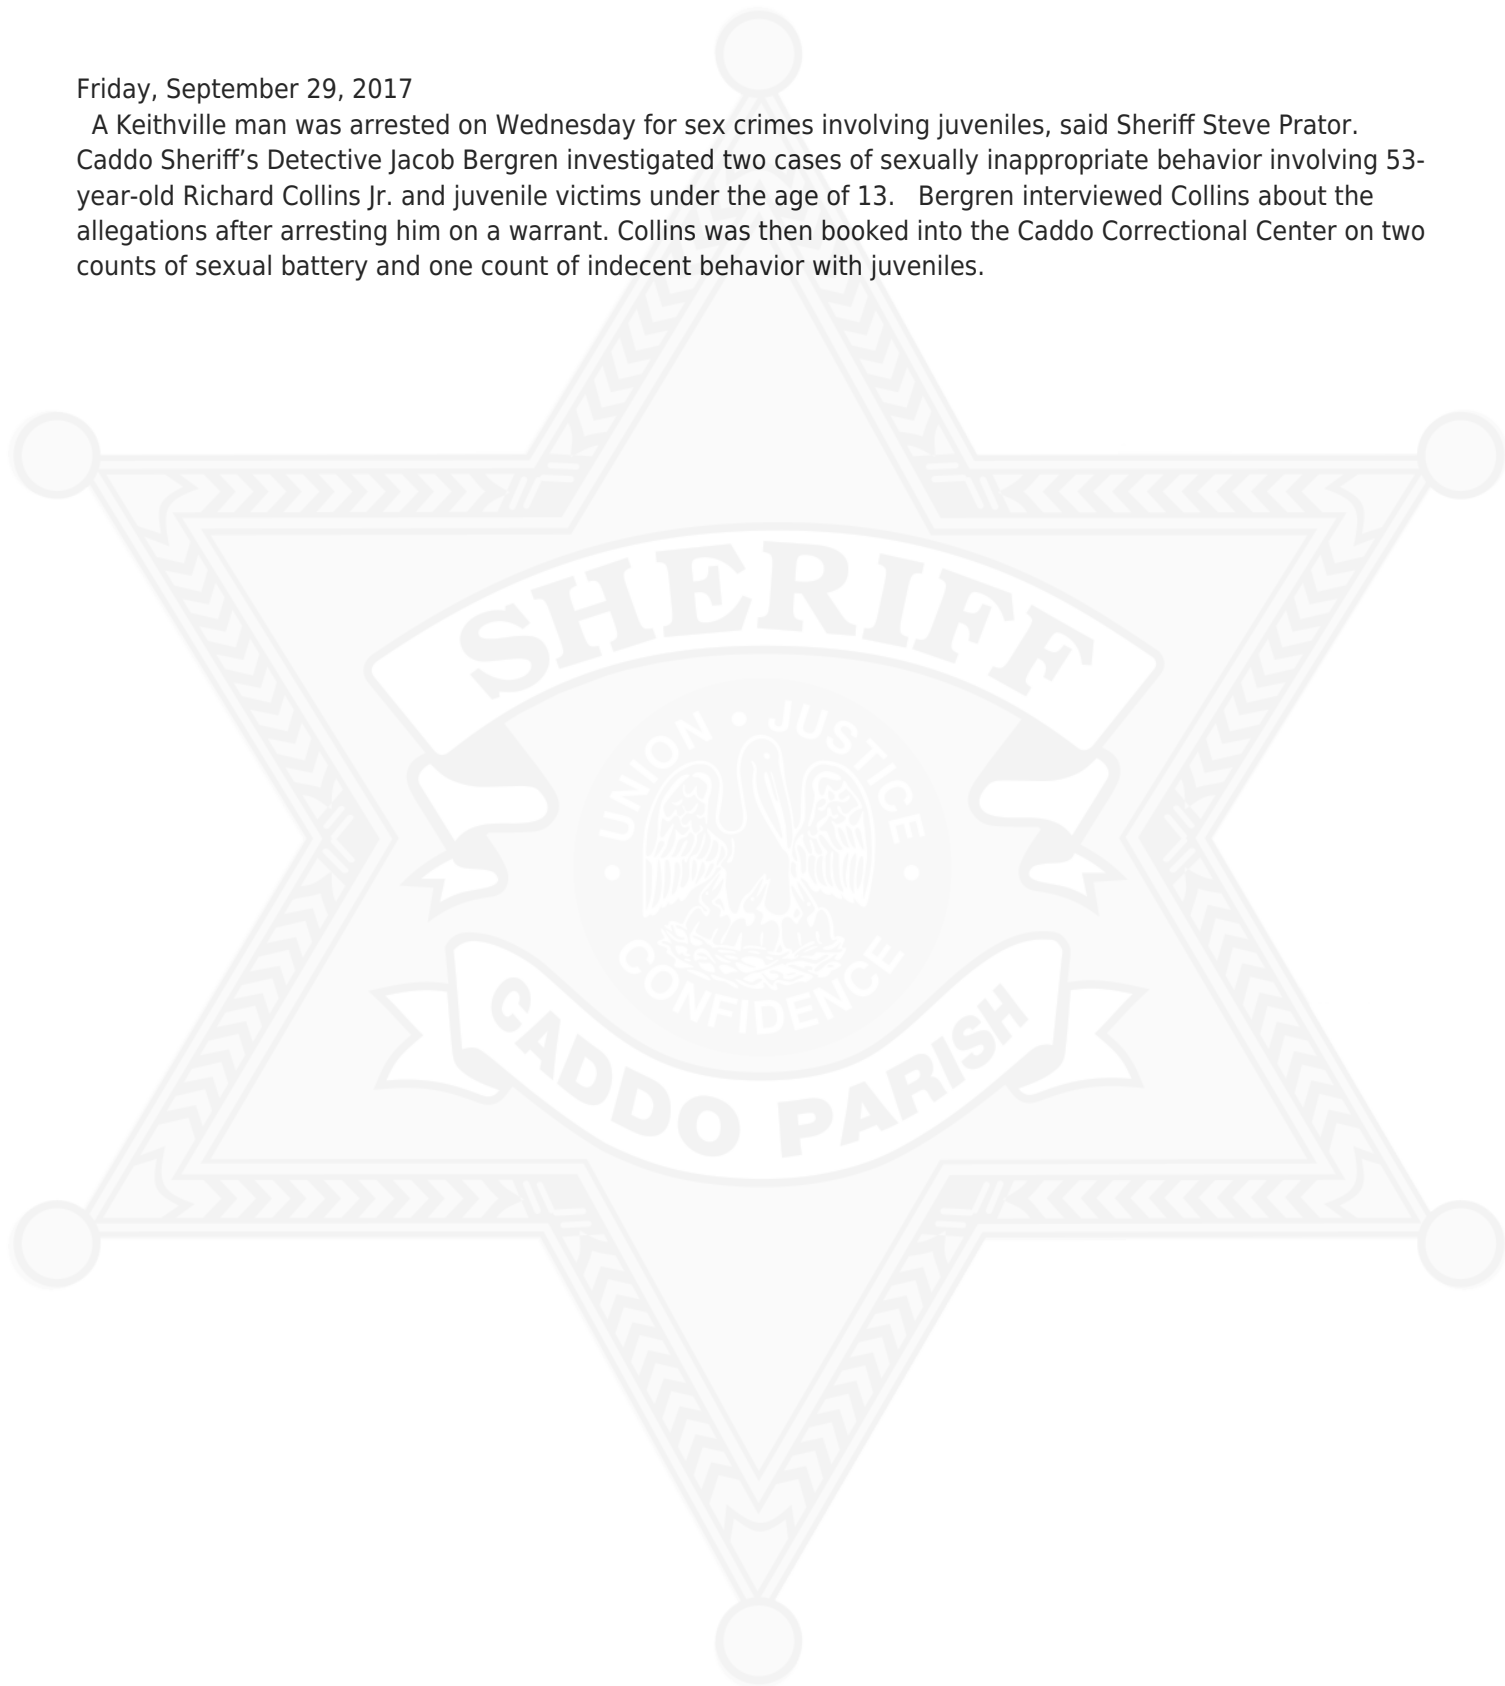 Friday, September 29, 2017
A Keithville man was arrested on Wednesday for sex crimes involving juveniles, said Sheriff Steve Prator.
Caddo Sheriff’s Detective Jacob Bergren investigated two cases of sexually inappropriate behavior involving 53-
year-old Richard Collins Jr. and juvenile victims under the age of 13.   Bergren interviewed Collins about the
allegations after arresting him on a warrant. Collins was then booked into the Caddo Correctional Center on two
counts of sexual battery and one count of indecent behavior with juveniles.
SHERIFF
UNION • JUSTICE
• CONFIDENCE •
CADDO PARISH